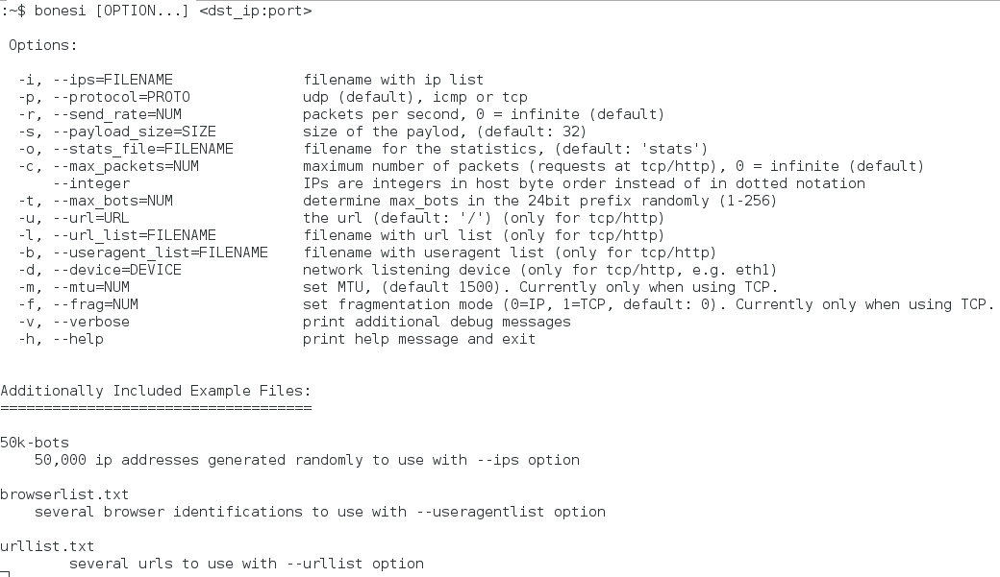 :~$ bonesi [OPTION...] <dst_ip:port>
Options:
-i, --ips=FILENAME filename with ip list
-p, --protocol=PROTO udp (default), icmp or tcp
-r, --send_rate=NUM packets per second, 0 = infinite (default)
-s, --payload_size=SIZE size of the paylod, (default: 32)
-o, --stats_file=FILENAME filename for the statistics, (default: 'stats')
-c, --max_packets=NUM maximum number of packets (requests at tcp/http), 0 = infinite (default)
--integer IPs are integers in host byte order instead of in dotted notation
-t, --max_bots=NUM determine max_bots in the 24bit prefix randomly (1-256)
-u, --url=URL the url (default: '/') (only for tcp/http)
-l, --url_list=FILENAME filename with url list (only for tcp/http)
-b, --useragent_list=FILENAME filename with useragent list (only for tcp/http)
-d, --device=DEVICE network listening device (only for tcp/http, e.g. eth1)
-m, --mtu=NUM set MTU, (default 1500). Currently only when using TCP.
-f, --frag=NUM set fragmentation mode (0=IP, 1=TCP, default: 0). Currently only when using TCP.
-v, --verbose print additional debug messages
-h, --help print help message and exit
Additionally Included Example Files:
====================================
50k-bots
50,000 ip addresses generated randomly to use with --ips option
browserlist.txt
several browser identifications to use with --useragentlist option
urllist.txt
several urls to use with --urllist option